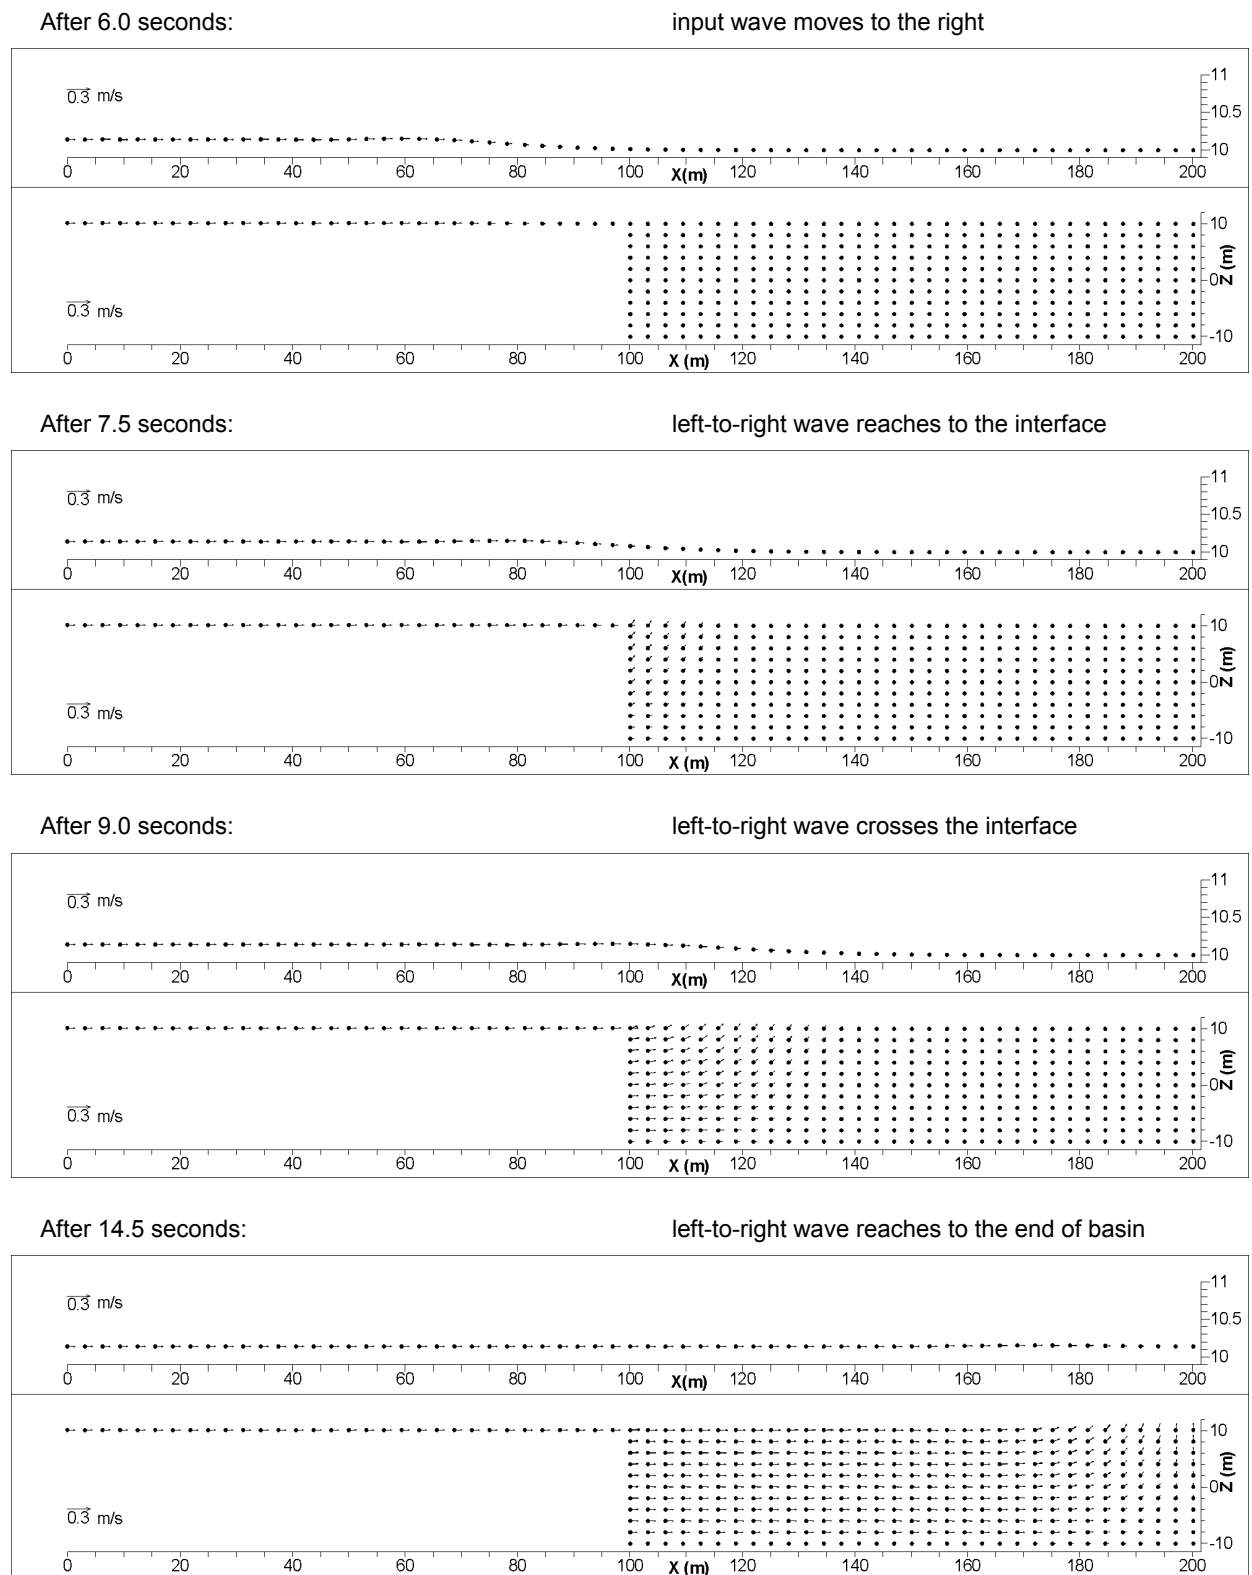 After 6.0 seconds: input wave moves to the right
11
0.3 m/s
10.5
10
0 20 40 60 80 100 X(m) 120 140 160 180 200
10
0 Z (m)
0.3 m/s
-10
0 20 40 60 80 100 X (m) 120 140 160 180 200
After 7.5 seconds: left-to-right wave reaches to the interface
11
0.3 m/s
10.5
10
0 20 40 60 80 100 X(m) 120 140 160 180 200
10
0 Z (m)
0.3 m/s
-10
0 20 40 60 80 100 X (m) 120 140 160 180 200
After 9.0 seconds: left-to-right wave crosses the interface
11
0.3 m/s
10.5
10
0 20 40 60 80 100 X(m) 120 140 160 180 200
10
0 Z (m)
0.3 m/s
-10
0 20 40 60 80 100 X (m) 120 140 160 180 200
After 14.5 seconds: left-to-right wave reaches to the end of basin
11
0.3 m/s
10.5
10
0 20 40 60 80 100 X(m) 120 140 160 180 200
10
0 Z (m)
0.3 m/s
-10
0 20 40 60 80 100 X (m) 120 140 160 180 200